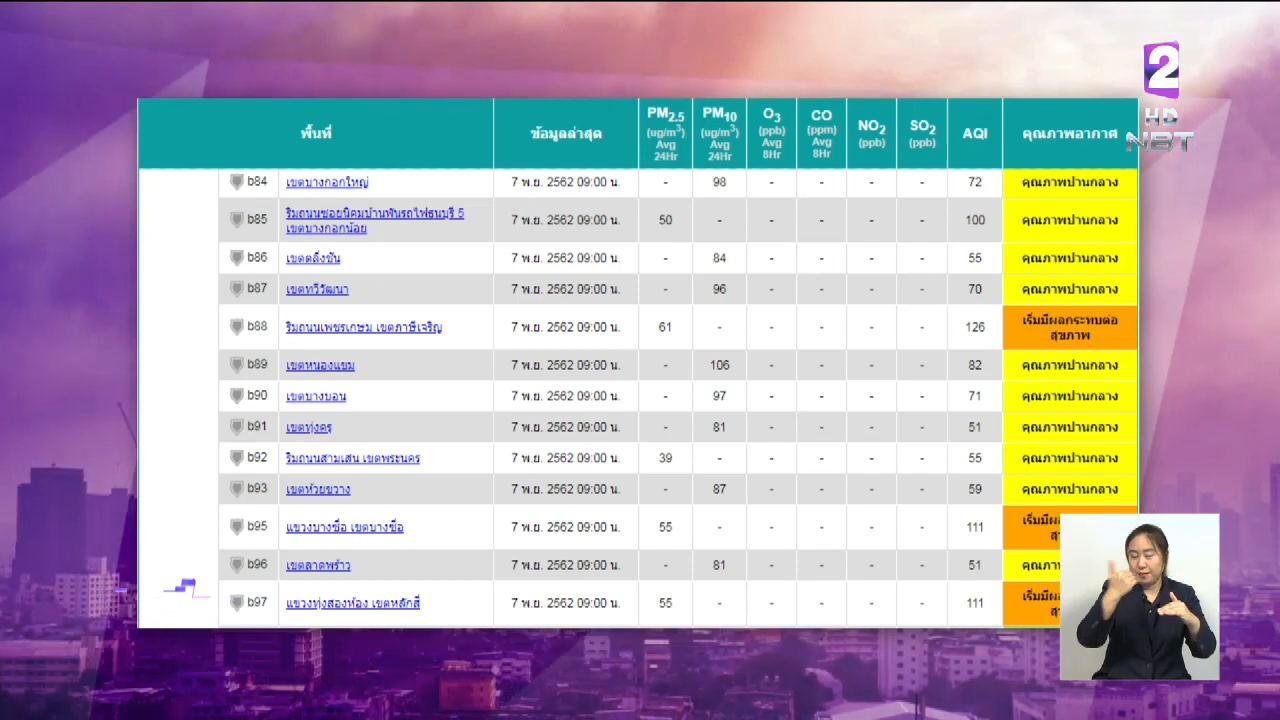 2
HD
NBT
พื้นที่ ข้อมูลล่าสุด PM2.5 (ug/m3) Avg 24Hr PM10 (ug/m3) Avg 24Hr O3 (ppb) Avg 8Hr CO (ppm) Avg 8Hr NO2 (ppb) SO2 (ppb) AQI คุณภาพอากาศ
b84 เขตบางกอกใหญ่ 7 พ.ย. 2562 09:00 น. - 98 - - - - 72 คุณภาพปานกลาง
b85 ริมถนนซอยนิคมบ้านพักรถไฟธนบุรี 5 เขตบางกอกน้อย 7 พ.ย. 2562 09:00 น. 50 - - - - - 100 คุณภาพปานกลาง
b86 เขตตลิ่งชัน 7 พ.ย. 2562 09:00 น. - 84 - - - - 55 คุณภาพปานกลาง
b87 เขตทวีวัฒนา 7 พ.ย. 2562 09:00 น. - 96 - - - - 70 คุณภาพปานกลาง
b88 ริมถนนเพชรเกษม เขตภาษีเจริญ 7 พ.ย. 2562 09:00 น. 61 - - - - - 126 เริ่มมีผลกระทบต่อสุขภาพ
b89 เขตหนองแขม 7 พ.ย. 2562 09:00 น. - 106 - - - - 82 คุณภาพปานกลาง
b90 เขตบางบอน 7 พ.ย. 2562 09:00 น. - 97 - - - - 71 คุณภาพปานกลาง
b91 เขตทุ่งครุ 7 พ.ย. 2562 09:00 น. - 81 - - - - 51 คุณภาพปานกลาง
b92 ริมถนนสามเสน เขตพระนคร 7 พ.ย. 2562 09:00 น. 39 - - - - - 55 คุณภาพปานกลาง
b93 เขตห้วยขวาง 7 พ.ย. 2562 09:00 น. - 87 - - - - 59 คุณภาพปานกลาง
b95 แขวงบางซื่อ เขตบางซื่อ 7 พ.ย. 2562 09:00 น. 55 - - - - - 111 เริ่มมีผ
b96 เขตลาดพร้าว 7 พ.ย. 2562 09:00 น. - 81 - - - - 51 คุณภา
b97 แขวงทุ่งสองห้อง เขตหลักสี่ 7 พ.ย. 2562 09:00 น. 55 - - - - - 111 เริ่มมีผ